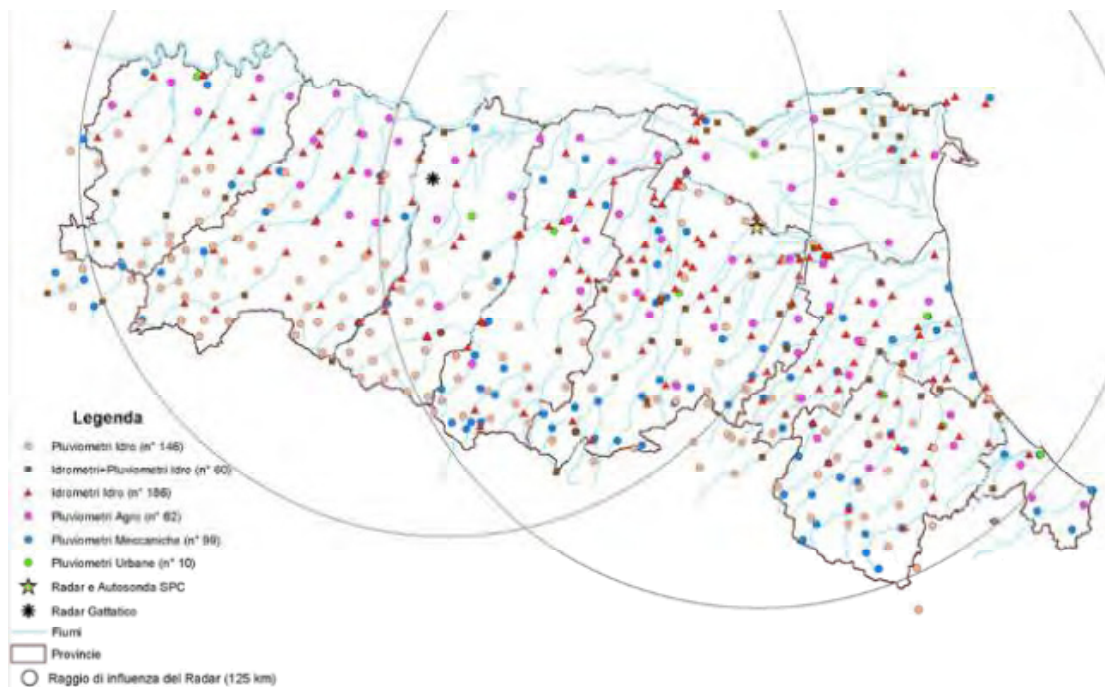 Legenda
Pluviometri Idro (n° 146)
Idrometri+Pluviometri Idro (n° 60)
Idrometri Idro (n° 186)
Pluviometri Agro (n° 62)
Pluviometri Meccaniche (n° 99)
Pluviometri Urbane (n° 10)
Radar e Autosonda SPC
Radar Gattatico
Fiumi
Provincie
Raggio di influenza del Radar (125 km)